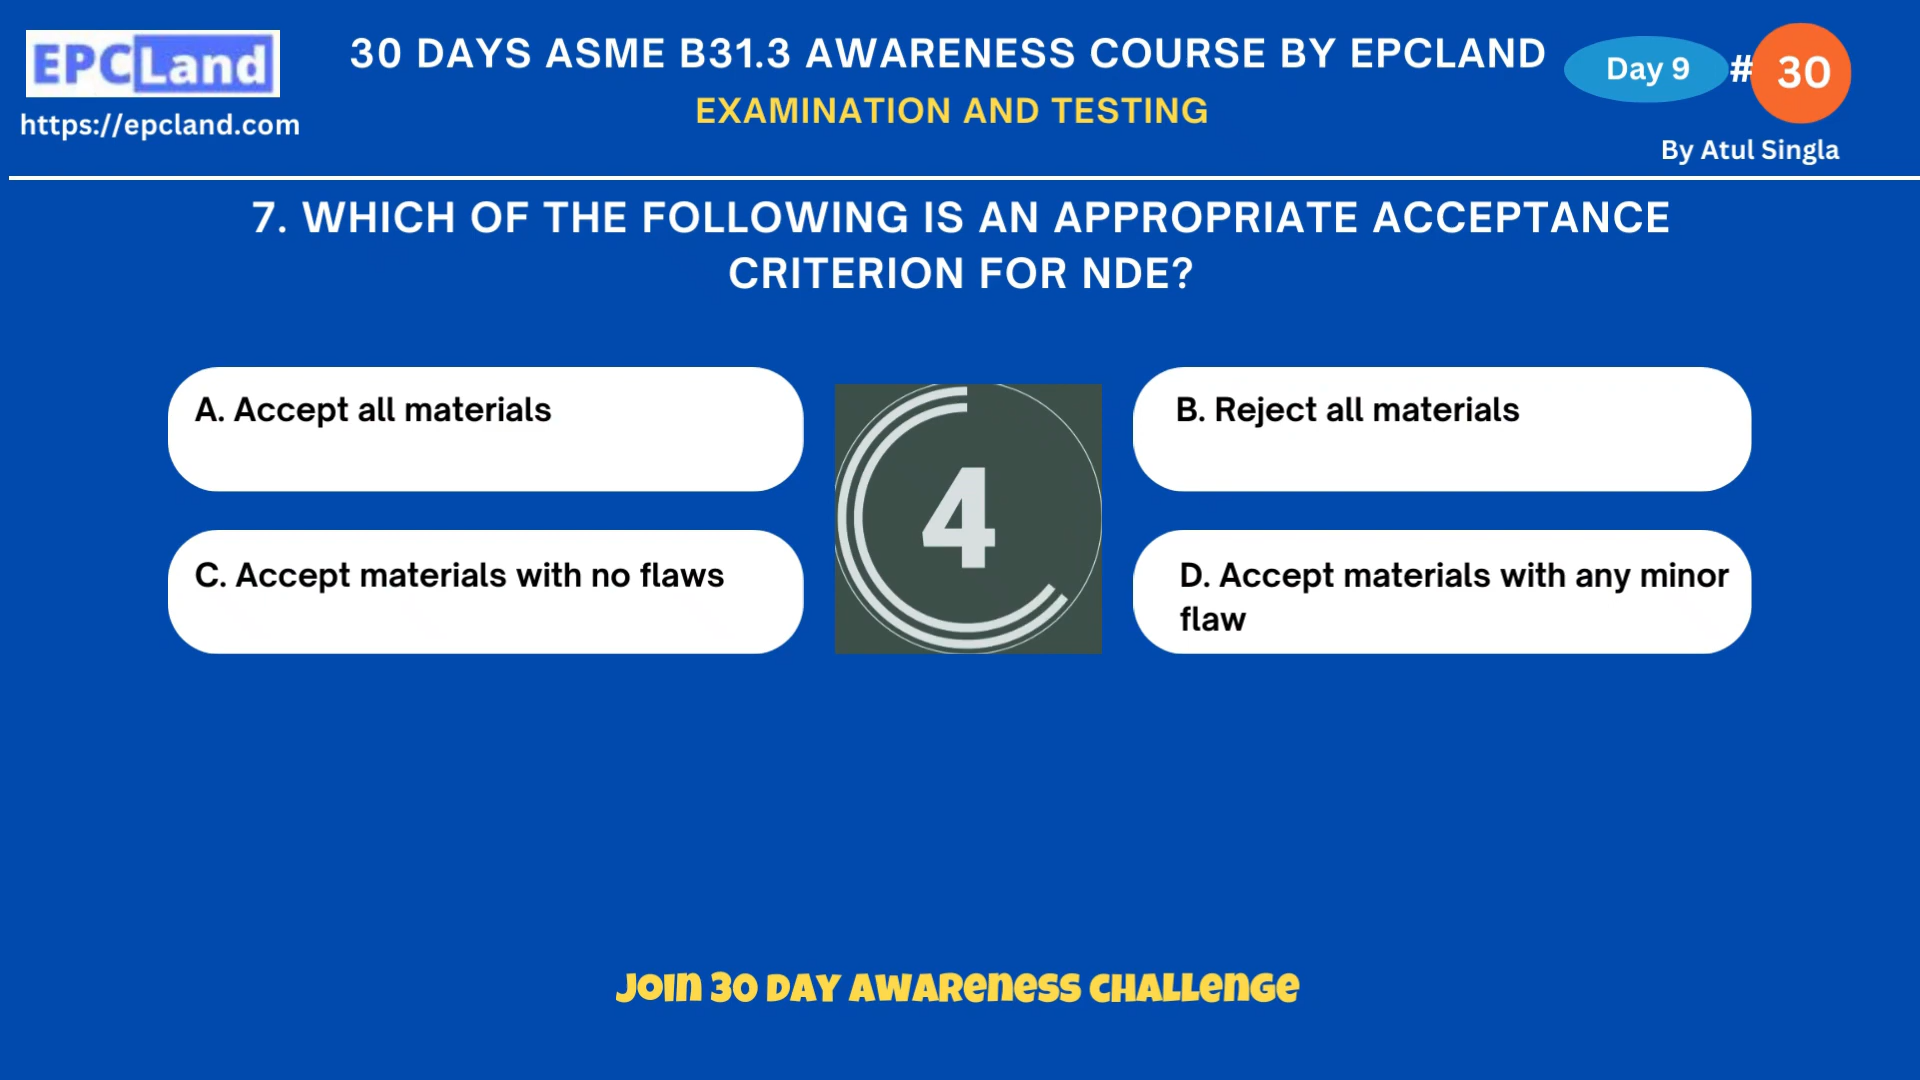 EPCLand
https://epcland.com
30 DAYS ASME B31.3 AWARENESS COURSE BY EPCLAND
EXAMINATION AND TESTING
Day 9 # 30
By Atul Singla
7. WHICH OF THE FOLLOWING IS AN APPROPRIATE ACCEPTANCE
CRITERION FOR NDE?
A. Accept all materials
B. Reject all materials
4
C. Accept materials with no flaws
D. Accept materials with any minor
flaw
JOIN 30 DAY AWARENESS CHALLENGE